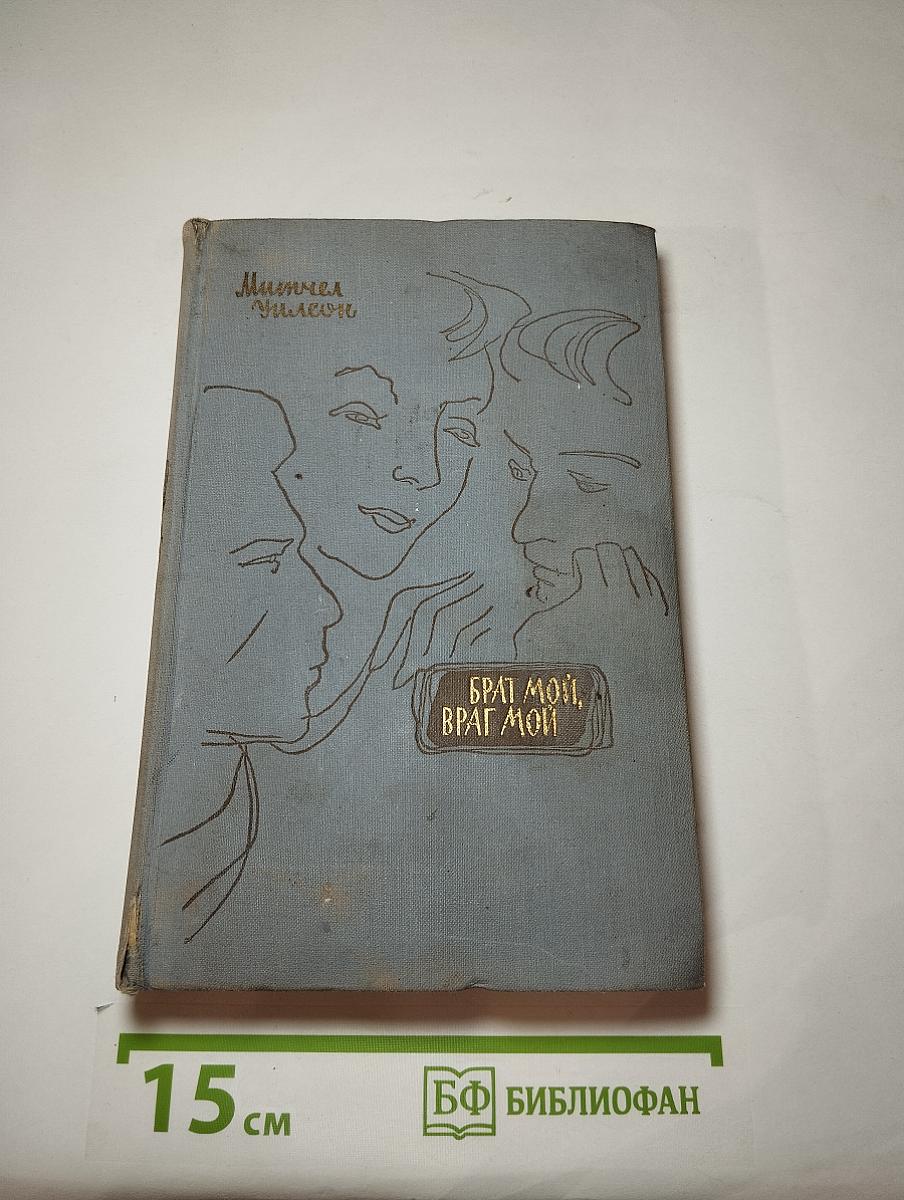 Митчел
Уилсон
БРАТ МОЙ,
ВРАГ МОЙ
15 см
БФ БИБЛИОФАН